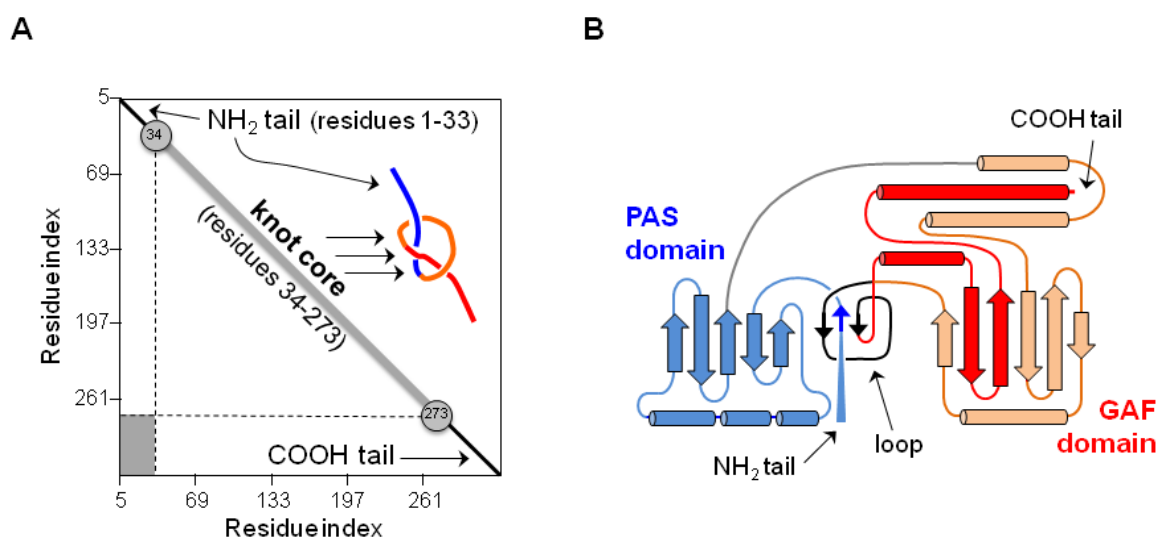 A
B
5
69
133
197
261
Residue index
NH₂ tail (residues 1-33)
34
knot core
(residues 34-273)
273
COOH tail
5
69
133
197
261
Residue index
COOH tail
PAS
domain
loop
NH₂ tail
GAF
domain